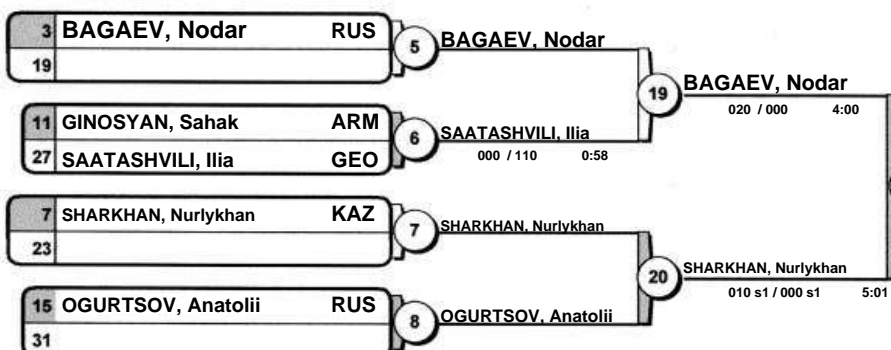 3 BAGAEV, Nodar RUS
19
5
BAGAEV, Nodar
11 GINOSYAN, Sahak ARM
27 SAATASHVILI, Ilia GEO
6
SAATASHVILI, Ilia
000 / 110 0:58
19
BAGAEV, Nodar
020 / 000 4:00
7 SHARKHAN, Nurlykhan KAZ
23
7
SHARKHAN, Nurlykhan
15 OGURTSOV, Anatolii RUS
31
8
OGURTSOV, Anatolii
20
SHARKHAN, Nurlykhan
010 s1 / 000 s1 5:01